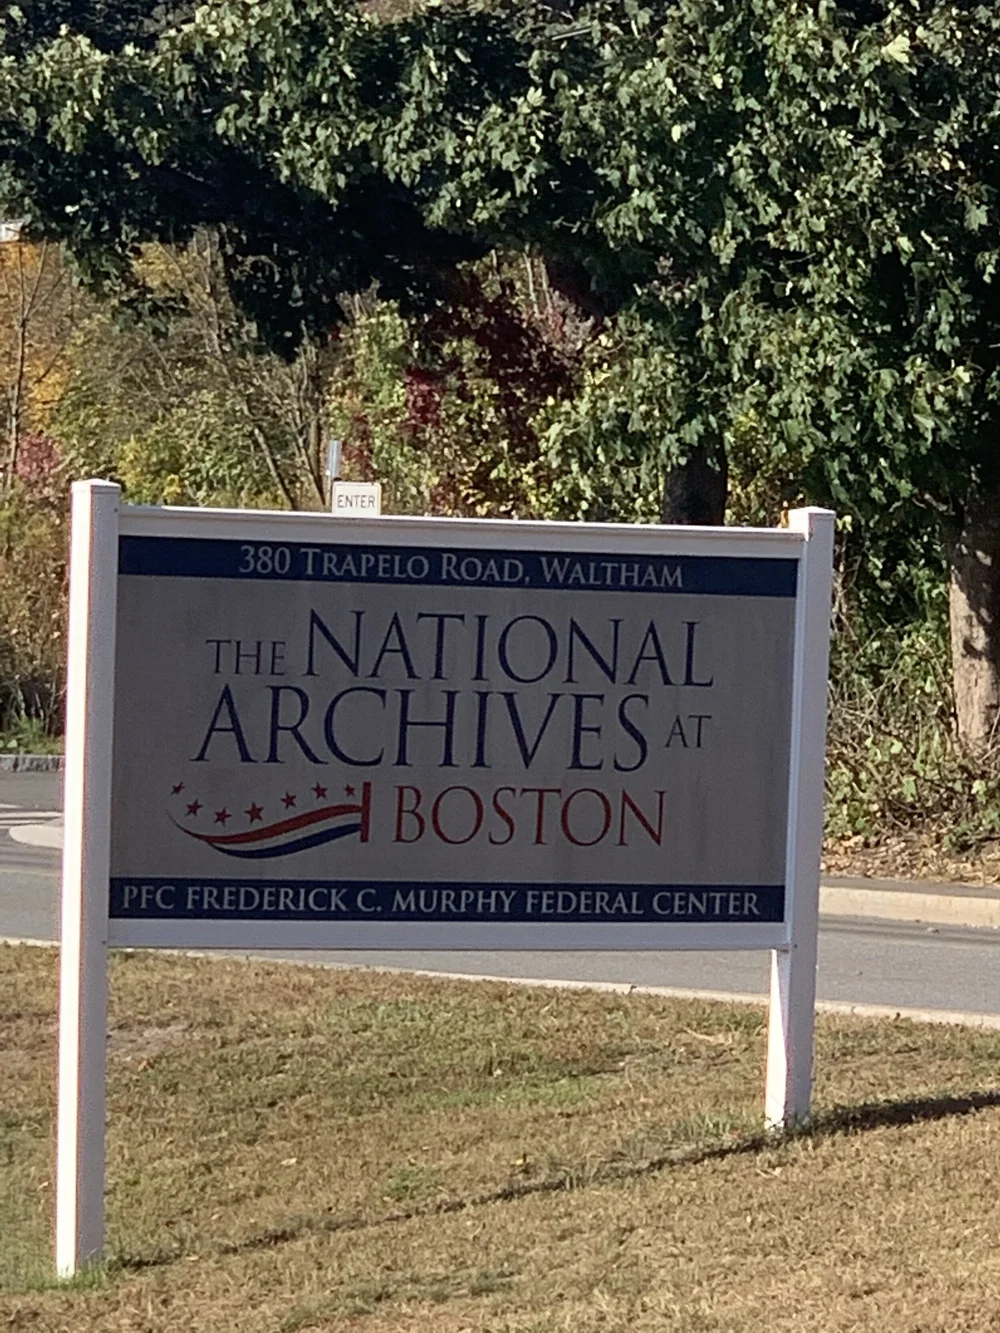 ENTER
380 TRAPELO ROAD, WALTHAM
THE NATIONAL
ARCHIVES AT
BOSTON
PFC FREDERICK C. MURPHY FEDERAL CENTER